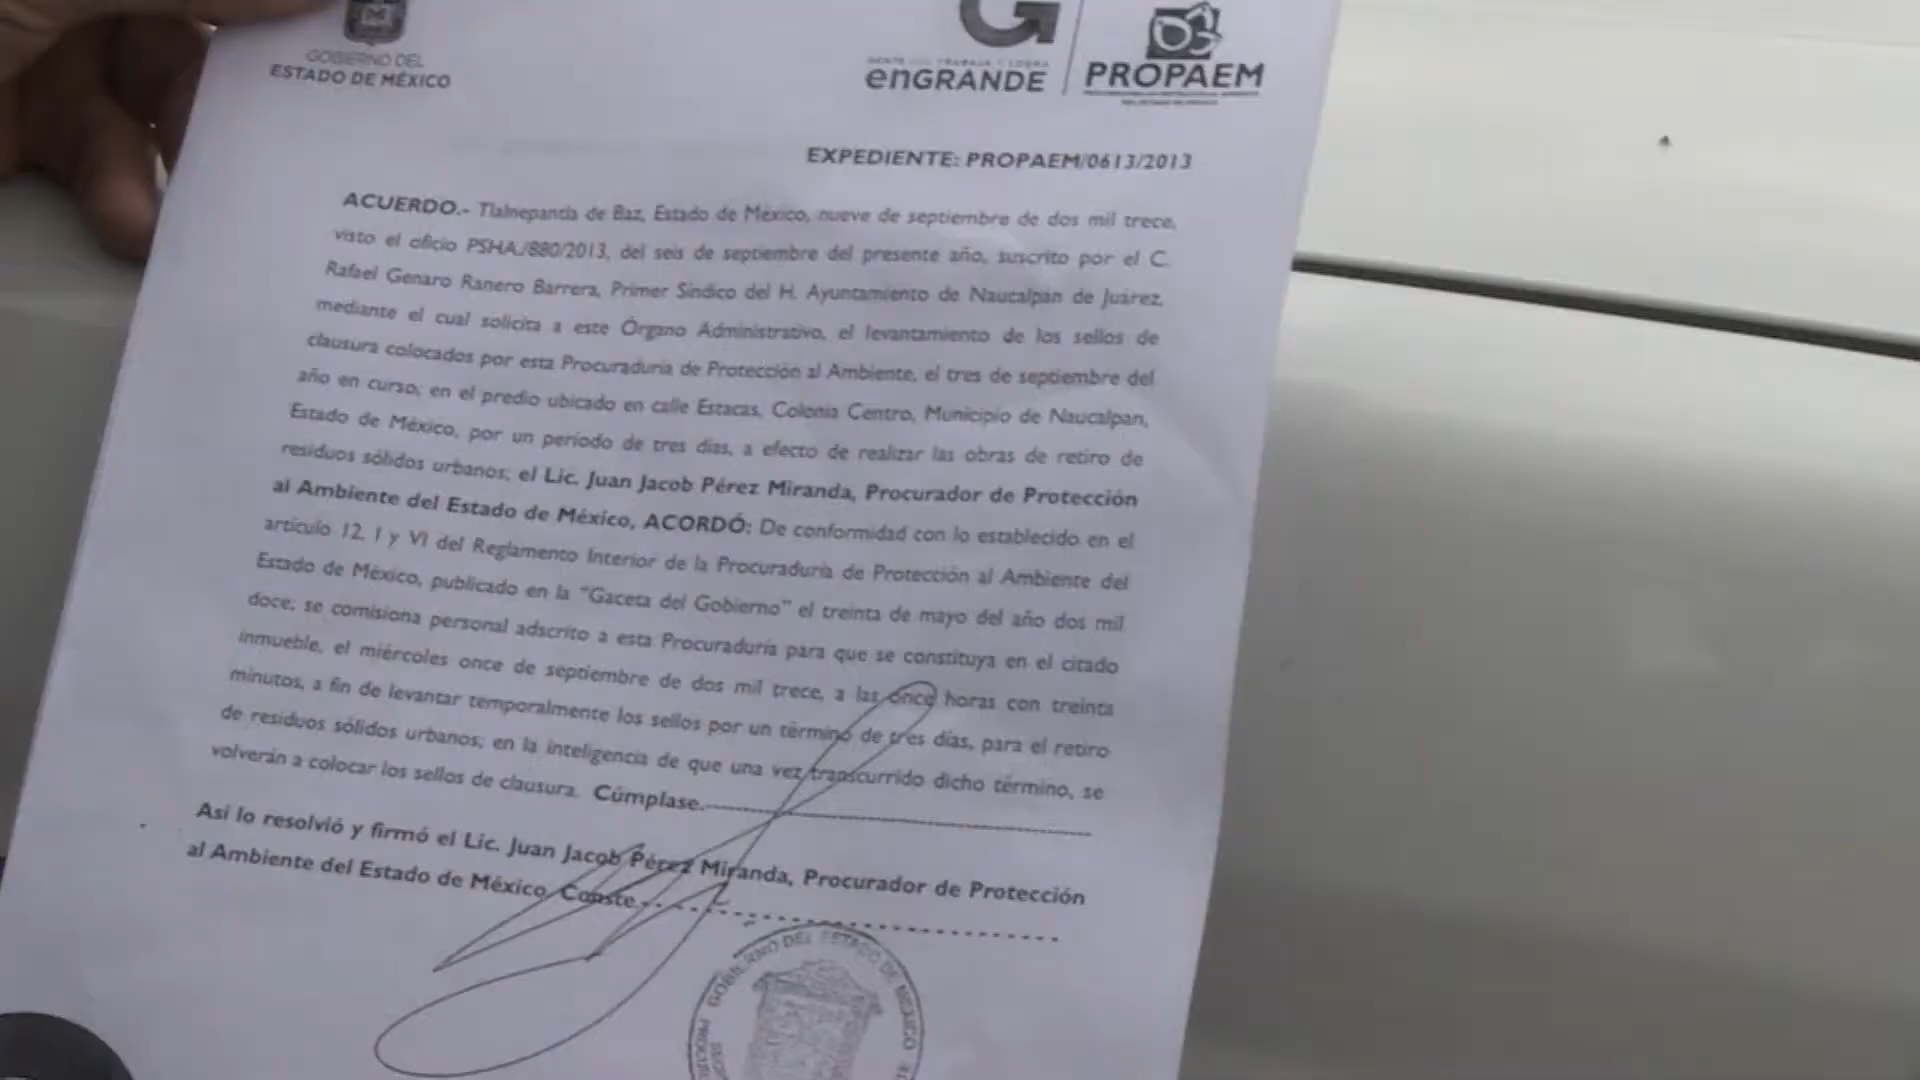 GOBIERNO DEL
ESTADO DE MÉXICO
enGRANDE
PROPAEM
EXPEDIENTE: PROPAEM/0613/2013
ACUERDO.- Tlalnepantla de Baz, Estado de México, nueve de septiembre de dos mil trece,
visto el oficio PSHA/880/2013, del seis de septiembre del presente año, suscrito por el C.
Rafael Genaro Ranero Barrera, Primer Síndico del H. Ayuntamiento de Naucalpan de Juárez,
mediante el cual solicita a este Órgano Administrativo, el levantamiento de los sellos de
clausura colocados por esta Procuraduría de Protección al Ambiente, el tres de septiembre del
año en curso, en el predio ubicado en calle Estacas, Colonia Centro, Municipio de Naucalpan,
Estado de México, por un período de tres días, a efecto de realizar las obras de retiro de
residuos sólidos urbanos; el Lic. Juan Jacob Pérez Miranda, Procurador de Protección
al Ambiente del Estado de México, ACORDÓ: De conformidad con lo establecido en el
artículo 12, I y VI del Reglamento Interior de la Procuraduría de Protección al Ambiente del
Estado de México, publicado en la "Gaceta del Gobierno" el treinta de mayo del año dos mil
doce; se comisiona personal adscrito a esta Procuraduría para que se constituya en el citado
inmueble, el miércoles once de septiembre de dos mil trece, a las once horas con treinta
minutos, a fin de levantar temporalmente los sellos por un término de tres días, para el retiro
de residuos sólidos urbanos; en la inteligencia de que una vez transcurrido dicho término, se
volverán a colocar los sellos de clausura. Cúmplase.
Así lo resolvió y firmó el Lic. Juan Jacob Pérez Miranda, Procurador de Protección
al Ambiente del Estado de México. Conste.
GOBIERNO DEL ESTADO DE MEXICO